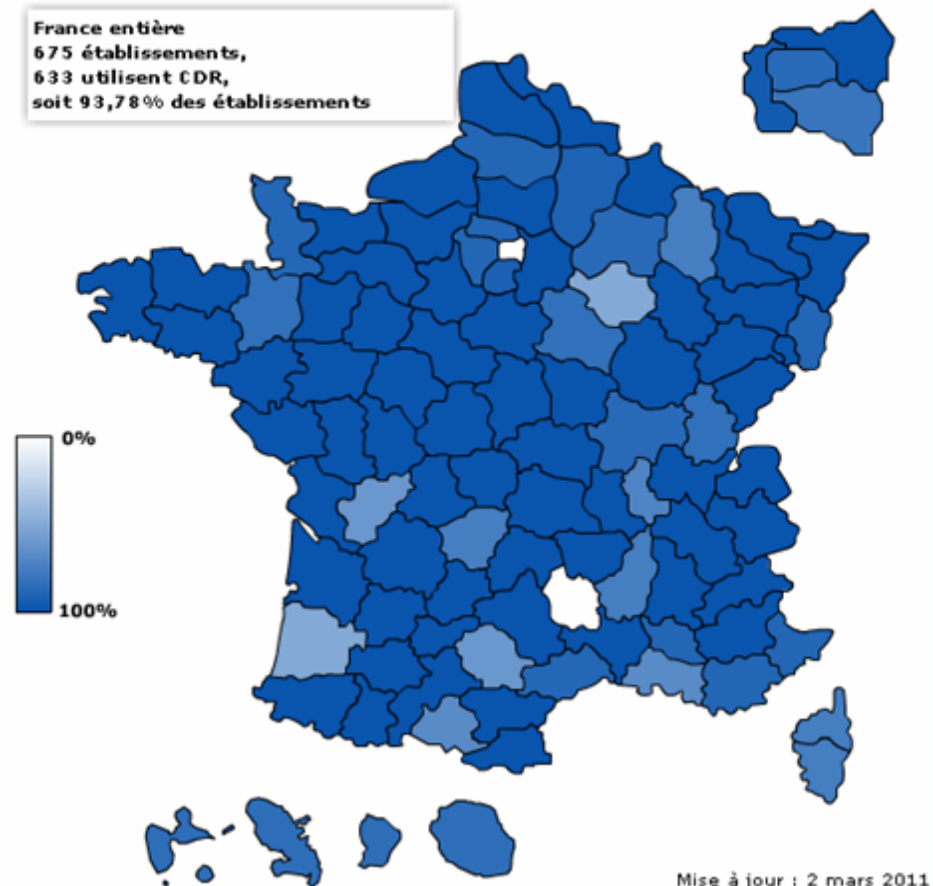 France entière
675 établissements,
633 utilisent CDR,
soit 93,78% des établissements
0%
100%
Mise à jour : 2 mars 2011